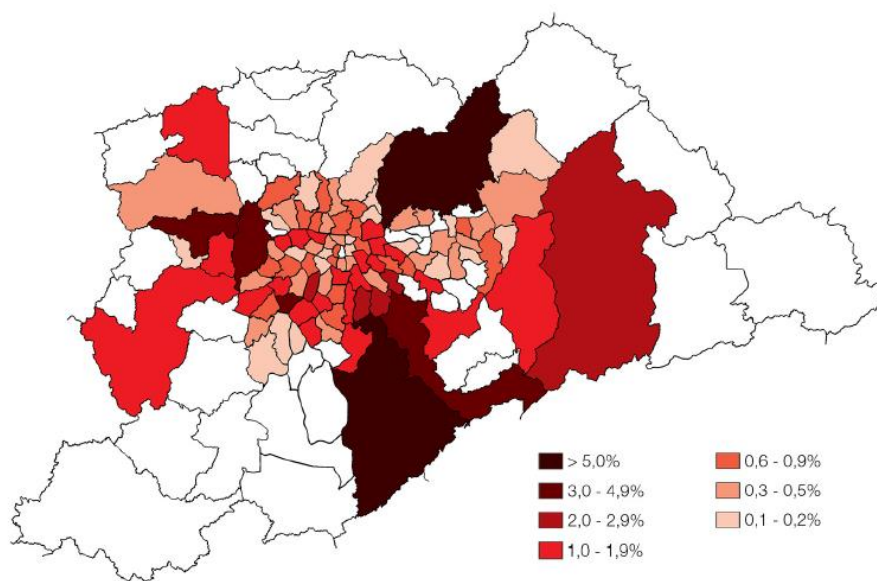 > 5,0%
3,0 - 4,9%
2,0 - 2,9%
1,0 - 1,9%
0,6 - 0,9%
0,3 - 0,5%
0,1 - 0,2%